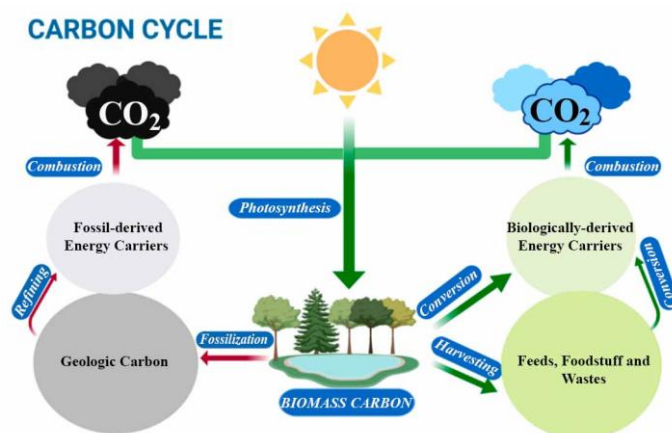 CARBON CYCLE
CO₂
CO₂
Combustion
Combustion
Photosynthesis
Fossil-derived
Energy Carriers
Biologically-derived
Energy Carriers
Refining
Conversion
Conversion
Fossilization
Harvesting
Geologic Carbon
Feeds, Foodstuff and
Wastes
BIOMASS CARBON